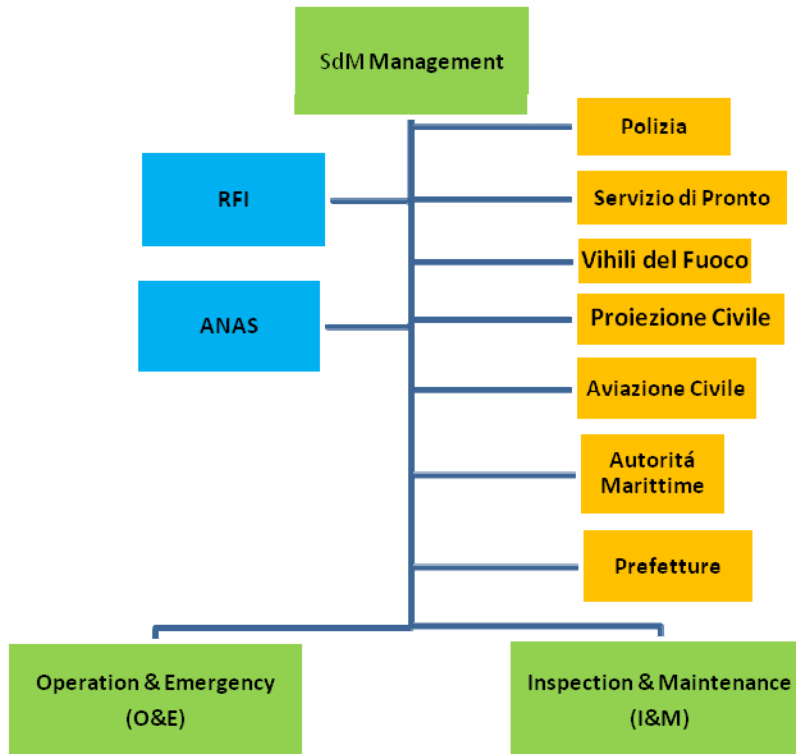 SdM Management
Polizia
RFI
Servizio di Pronto
Vihili del Fuoco
ANAS
Proiezione Civile
Aviazione Civile
Autoritá
Marittime
Prefetture
Operation & Emergency
(O&E)
Inspection & Maintenance
(I&M)